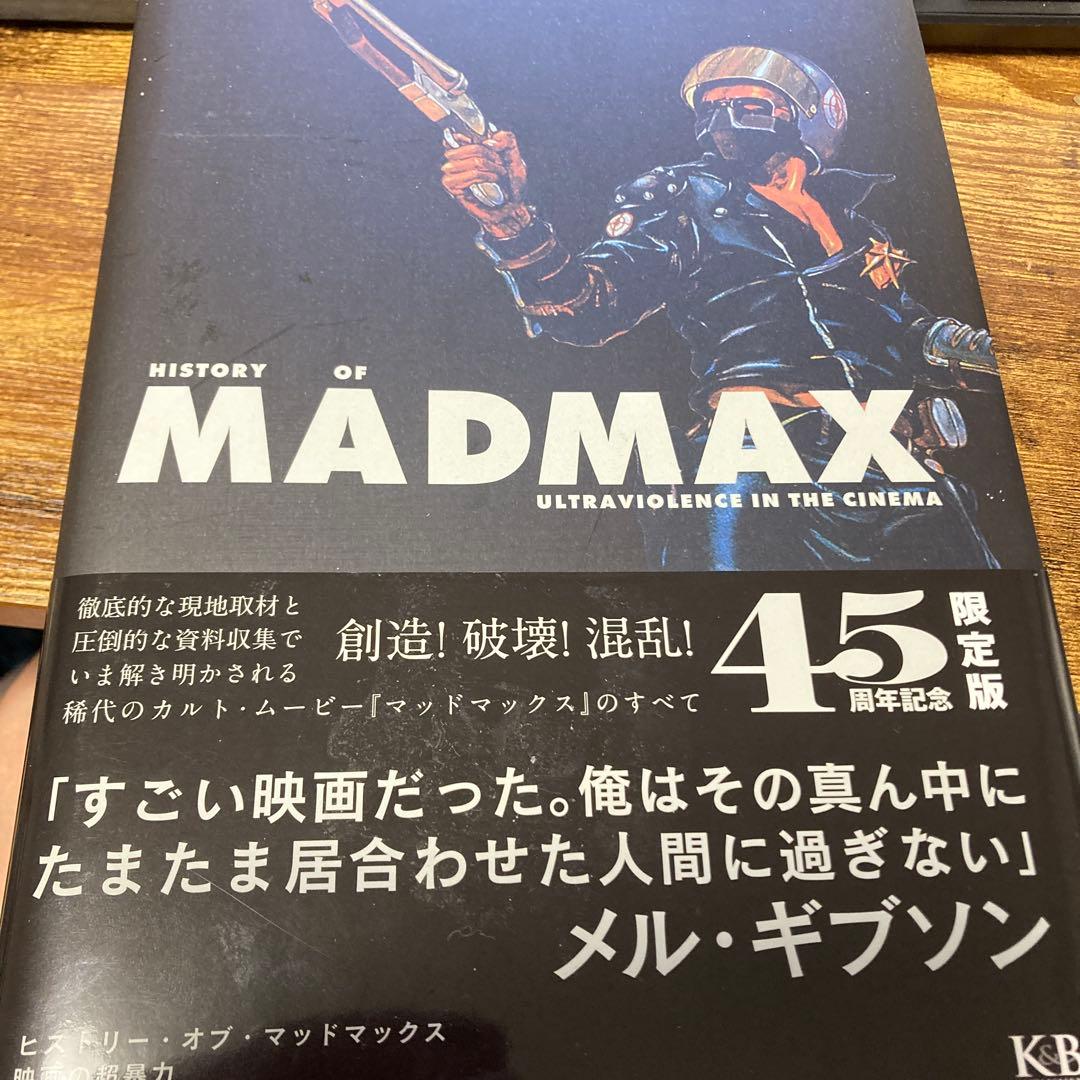 HISTORY OF
MADMAX
ULTRAVIOLENCE IN THE CINEMA
徹底的な現地取材と
圧倒的な資料収集で
いま解き明かされる
稀代のカルト・ムービー『マッドマックス』のすべて
創造! 破壊! 混乱!
45
周年記念
限定版
「すごい映画だった。俺はその真ん中に
たまたま居合わせた人間に過ぎない」
メル・ギブソン
ヒストリー・オブ・マッドマックス
映画の超暴力
K&B